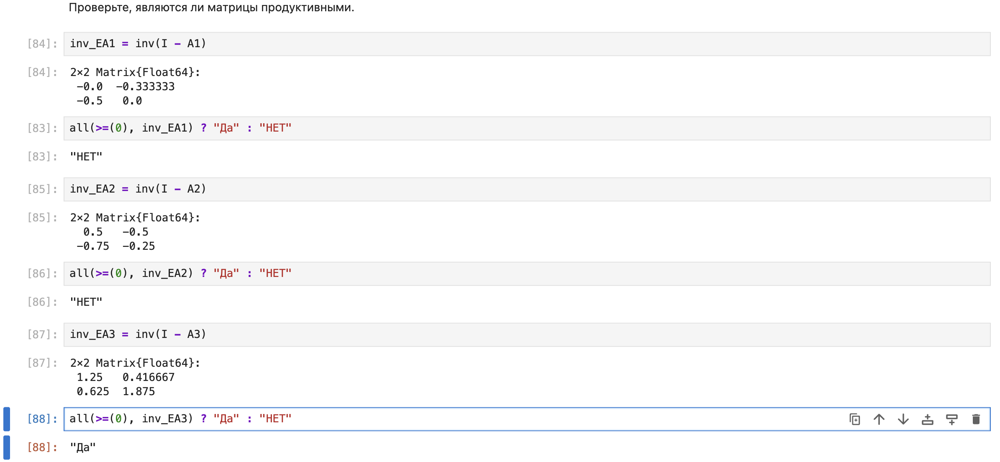 Проверьте, являются ли матрицы продуктивными.
[84]: inv_EA1 = inv(I - A1)
[84]: 2×2 Matrix{Float64}:
-0.0 -0.333333
-0.5 0.0
[83]: all(>=(0), inv_EA1) ? "Да" : "НЕТ"
[83]: "НЕТ"
[85]: inv_EA2 = inv(I - A2)
[85]: 2×2 Matrix{Float64}:
0.5 -0.5
-0.75 -0.25
[86]: all(>=(0), inv_EA2) ? "Да" : "НЕТ"
[86]: "НЕТ"
[87]: inv_EA3 = inv(I - A3)
[87]: 2×2 Matrix{Float64}:
1.25 0.416667
0.625 1.875
[88]: all(>=(0), inv_EA3) ? "Да" : "НЕТ"
[88]: "Да"